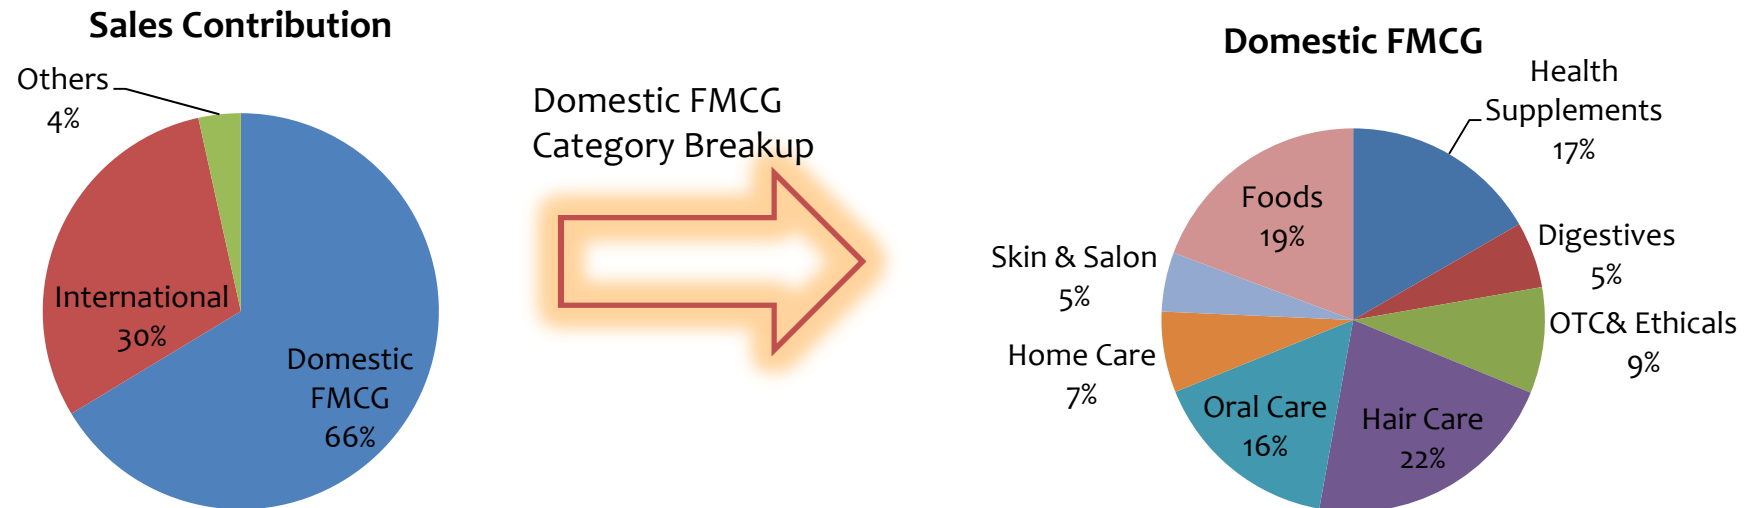 Sales Contribution
Others
4%
International
30%
Domestic
FMCG
66%
Domestic FMCG
Category Breakup
Domestic FMCG
Health
Supplements
17%
Digestives
5%
OTC& Ethicals
9%
Hair Care
22%
Oral Care
16%
Home Care
7%
Skin & Salon
5%
Foods
19%